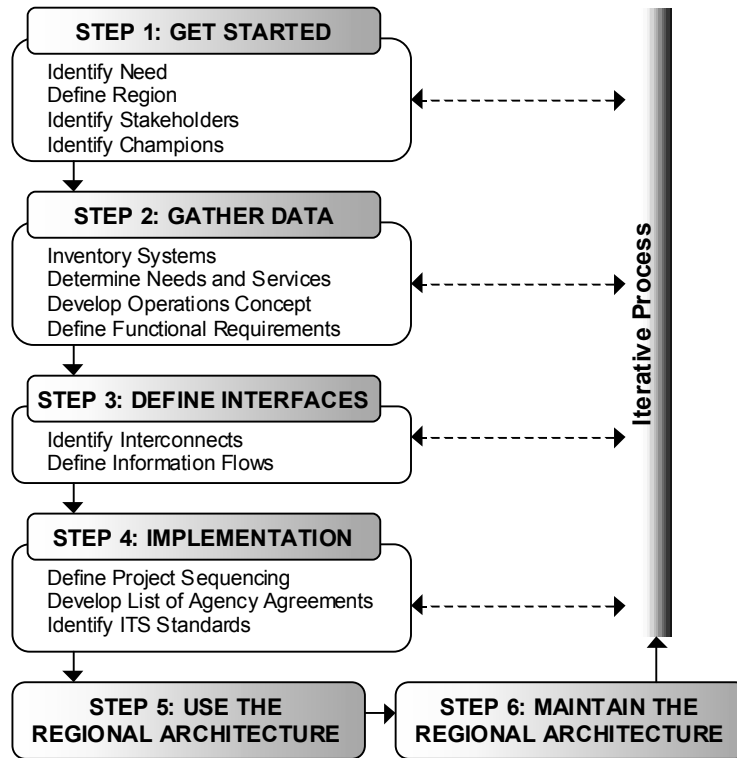 STEP 1: GET STARTED
Identify Need
Define Region
Identify Stakeholders
Identify Champions
STEP 2: GATHER DATA
Inventory Systems
Determine Needs and Services
Develop Operations Concept
Define Functional Requirements
STEP 3: DEFINE INTERFACES
Identify Interconnects
Define Information Flows
STEP 4: IMPLEMENTATION
Define Project Sequencing
Develop List of Agency Agreements
Identify ITS Standards
STEP 5: USE THE
REGIONAL ARCHITECTURE
STEP 6: MAINTAIN THE
REGIONAL ARCHITECTURE
Iterative Process